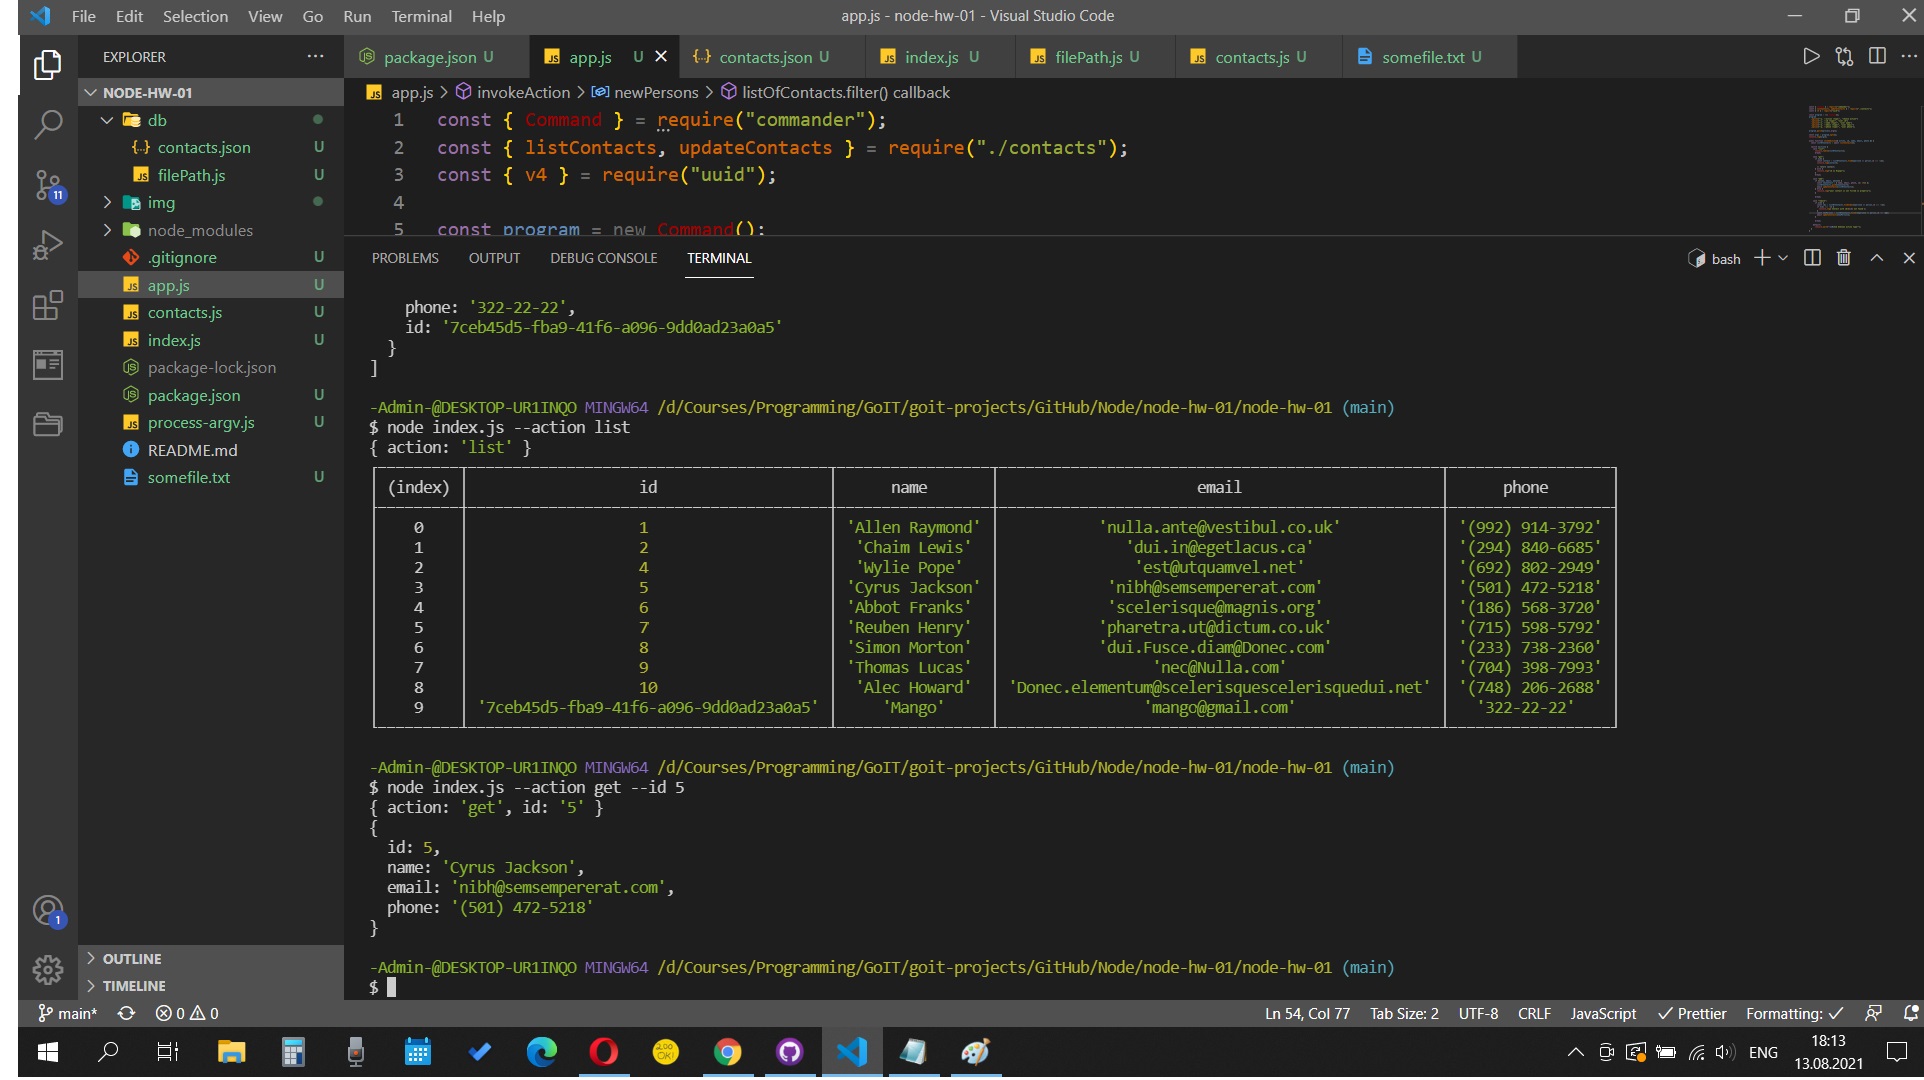 File Edit Selection View Go Run Terminal Help
app.js - node-hw-01 - Visual Studio Code
EXPLORER ...
package.json U
app.js U
contacts.json U
index.js U
filePath.js U
contacts.js U
somefile.txt U
NODE-HW-01
db
contacts.json U
filePath.js U
img
node_modules
.gitignore U
app.js U
contacts.js U
index.js U
package-lock.json
package.json U
process-argv.js U
README.md
somefile.txt U
OUTLINE
TIMELINE
11
1
app.js > invokeAction > newPersons > listOfContacts.filter() callback
1 const { Command } = require("commander");
2 const { listContacts, updateContacts } = require("./contacts");
3 const { v4 } = require("uuid");
4
5 const program = new Command();
PROBLEMS OUTPUT DEBUG CONSOLE TERMINAL
bash
phone: '322-22-22',
id: '7ceb45d5-fba9-41f6-a096-9dd0ad23a0a5'
}
]
-Admin-@DESKTOP-UR1INQO MINGW64 /d/Courses/Programming/GoIT/goit-projects/GitHub/Node/node-hw-01/node-hw-01 (main)
$ node index.js --action list
{ action: 'list' }
(index) id name email phone
0 1 'Allen Raymond' 'nulla.ante@vestibul.co.uk' '(992) 914-3792'
1 2 'Chaim Lewis' 'dui.in@egetlacus.ca' '(294) 840-6685'
2 4 'Wylie Pope' 'est@utquamvel.net' '(692) 802-2949'
3 5 'Cyrus Jackson' 'nibh@semsempererat.com' '(501) 472-5218'
4 6 'Abbot Franks' 'scelerisque@magnis.org' '(186) 568-3720'
5 7 'Reuben Henry' 'pharetra.ut@dictum.co.uk' '(715) 598-5792'
6 8 'Simon Morton' 'dui.Fusce.diam@Donec.com' '(233) 738-2360'
7 9 'Thomas Lucas' 'nec@Nulla.com' '(704) 398-7993'
8 10 'Alec Howard' 'Donec.elementum@scelerisquescelerisquedui.net' '(748) 206-2688'
9 '7ceb45d5-fba9-41f6-a096-9dd0ad23a0a5' 'Mango' 'mango@gmail.com' '322-22-22'
-Admin-@DESKTOP-UR1INQO MINGW64 /d/Courses/Programming/GoIT/goit-projects/GitHub/Node/node-hw-01/node-hw-01 (main)
$ node index.js --action get --id 5
{ action: 'get', id: '5' }
{
id: 5,
name: 'Cyrus Jackson',
email: 'nibh@semsempererat.com',
phone: '(501) 472-5218'
}
-Admin-@DESKTOP-UR1INQO MINGW64 /d/Courses/Programming/GoIT/goit-projects/GitHub/Node/node-hw-01/node-hw-01 (main)
$
main* 0 0
Ln 54, Col 77 Tab Size: 2 UTF-8 CRLF JavaScript Prettier Formatting:
ENG
18:13
13.08.2021